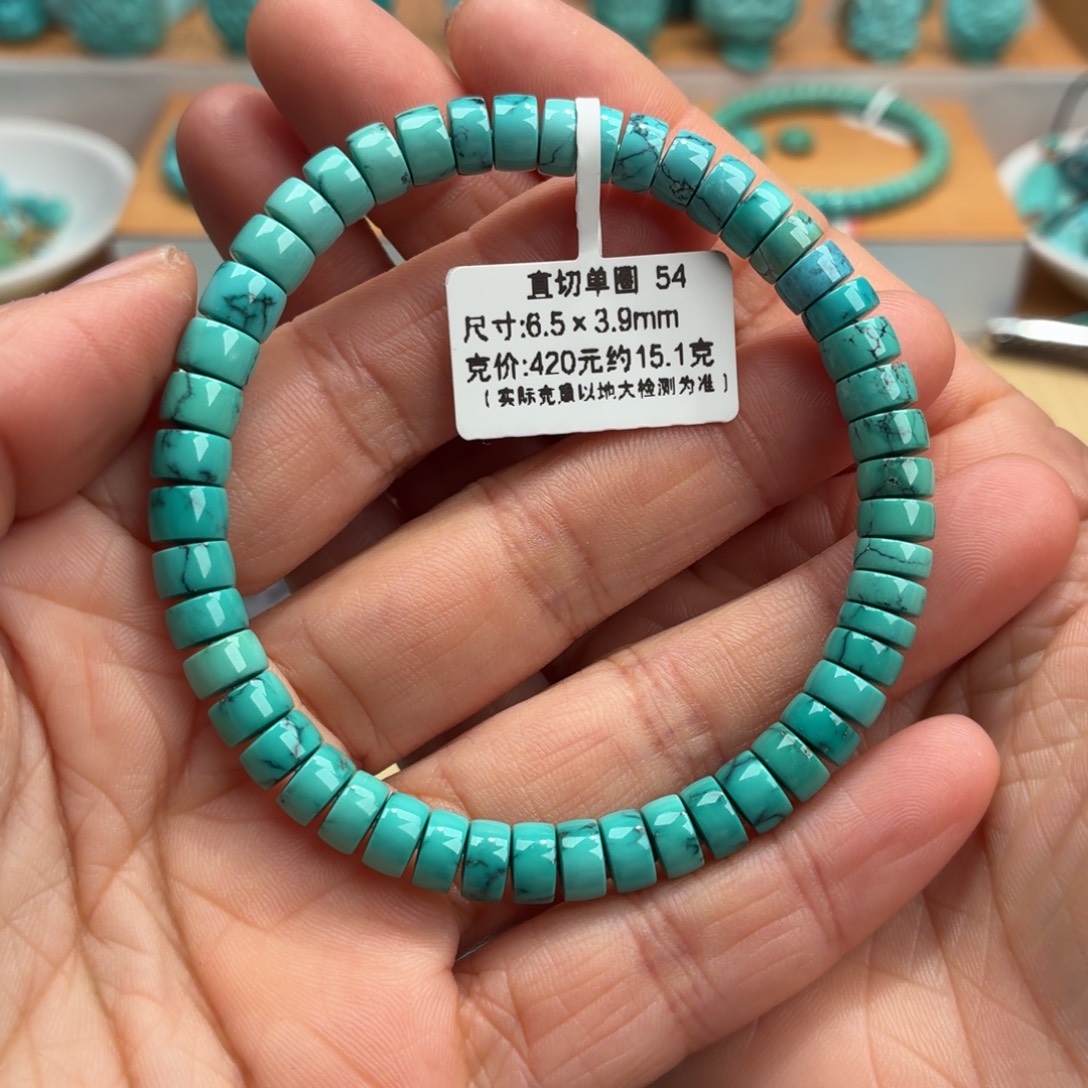 直切单圈 54
尺寸:6.5×3.9mm
克价:420元约15.1克
(实际克重以地大检测为准)